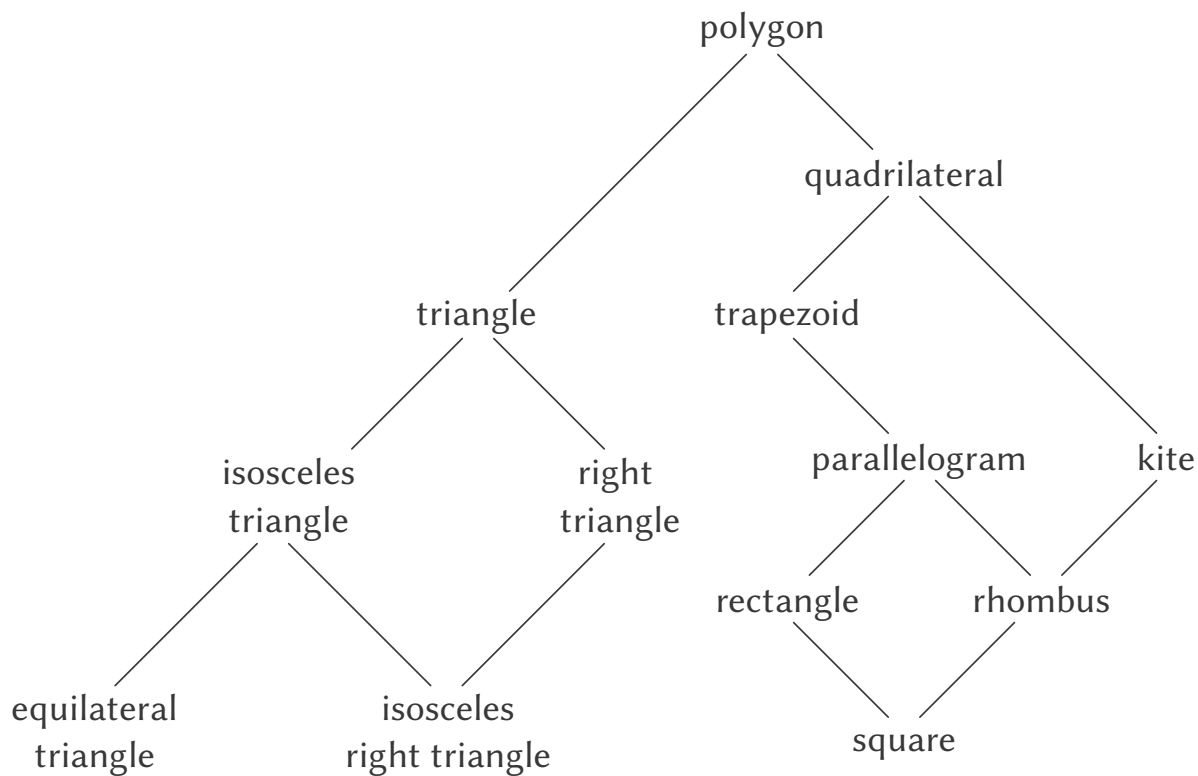 polygon
quadrilateral
triangle
trapezoid
isosceles
triangle
right
triangle
parallelogram
kite
rectangle
rhombus
equilateral
triangle
isosceles
right triangle
square